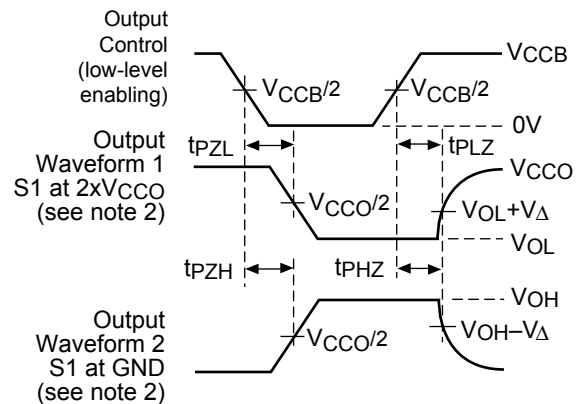 Output
Control
(low-level
enabling)
VCCB
VCCB/2
VCCB/2
0V
Output
Waveform 1
S1 at 2xVCCO
(see note 2)
tPZL
tPLZ
VCCO
VCCO/2
VOL+VΔ
VOL
tPZH
tPHZ
VOH
Output
Waveform 2
S1 at GND
(see note 2)
VCCO/2
VOH–VΔ